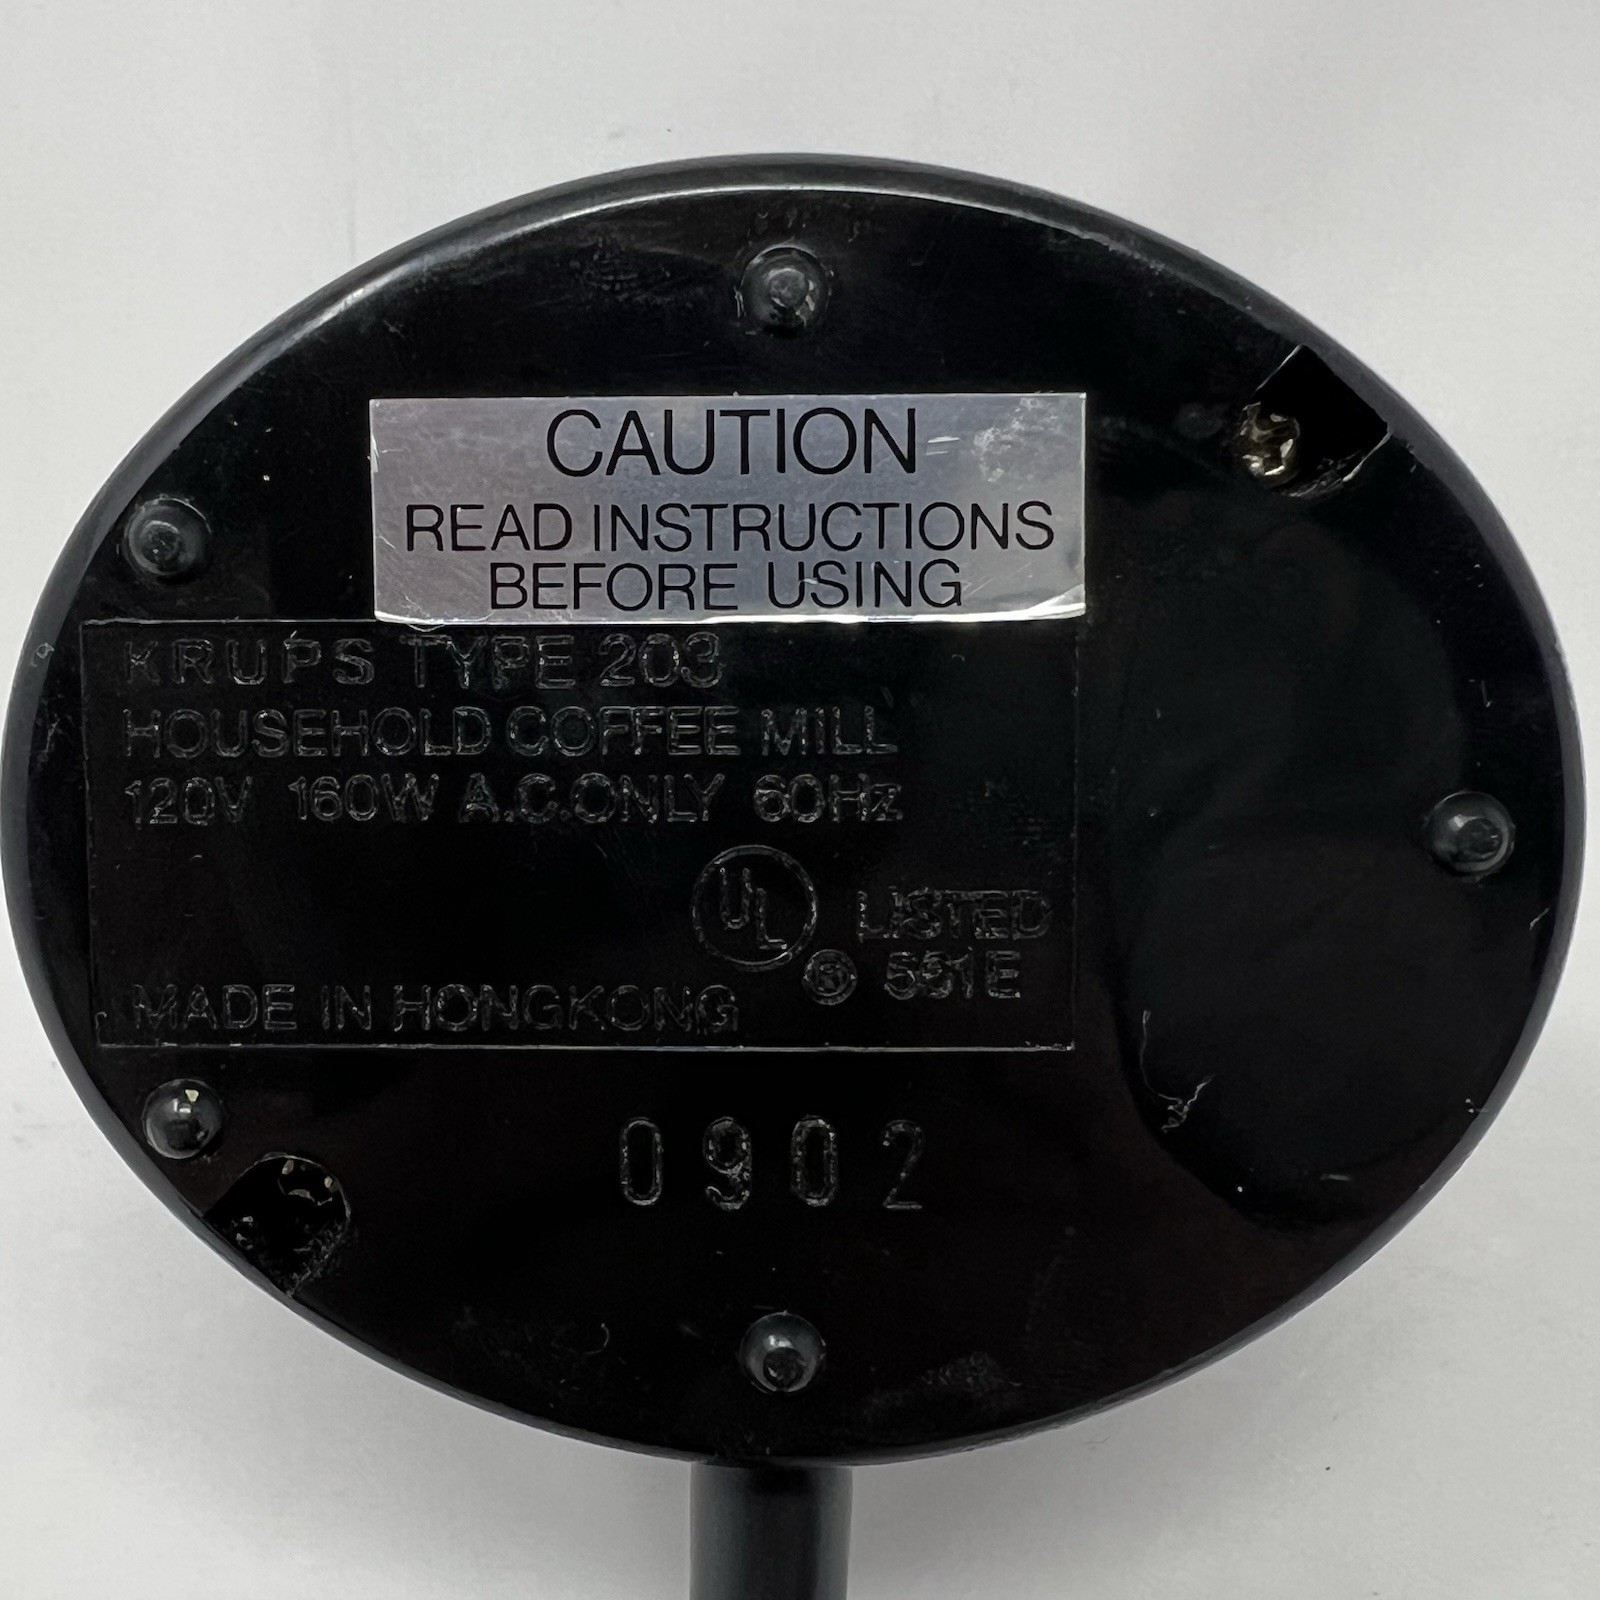 CAUTION
READ INSTRUCTIONS
BEFORE USING
KRUPS TYPE 203
HOUSEHOLD COFFEE MILL
120V 160W A.C.ONLY 60Hz
UL LISTED
® 551E
MADE IN HONGKONG
0902